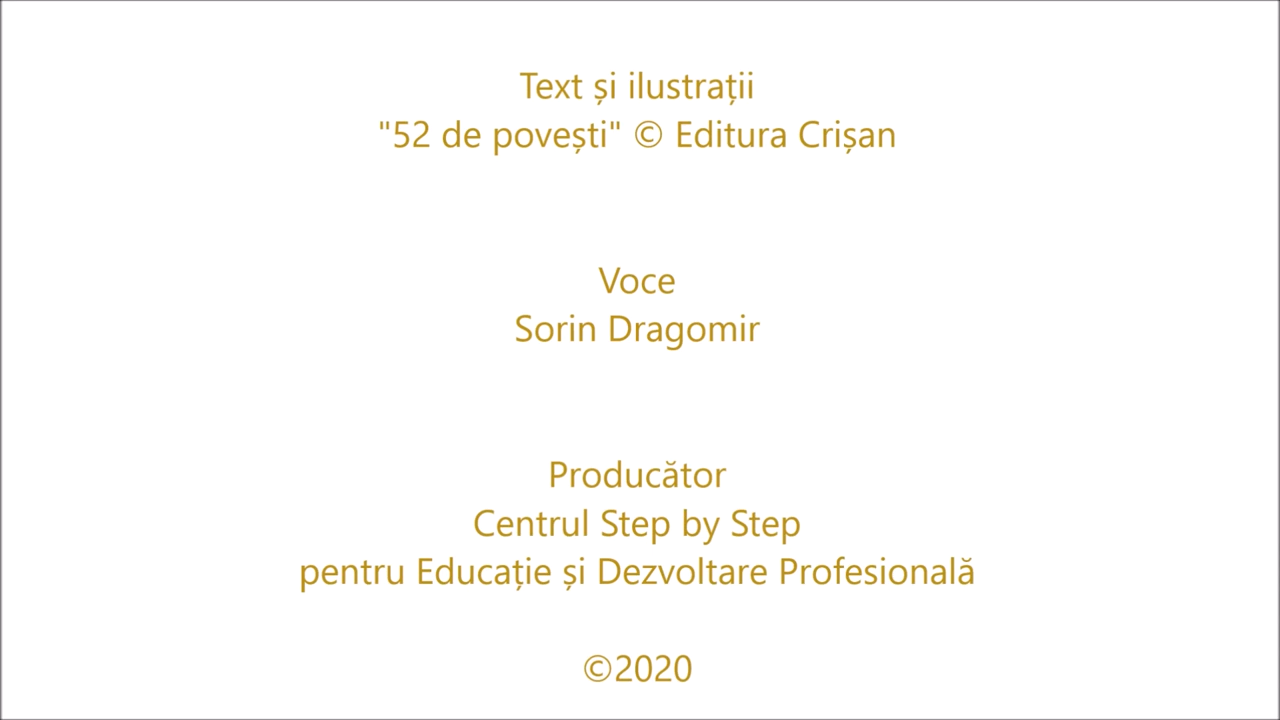 Text și ilustrații
"52 de povești" © Editura Crișan
Voce
Sorin Dragomir
Producător
Centrul Step by Step
pentru Educație și Dezvoltare Profesională
©2020